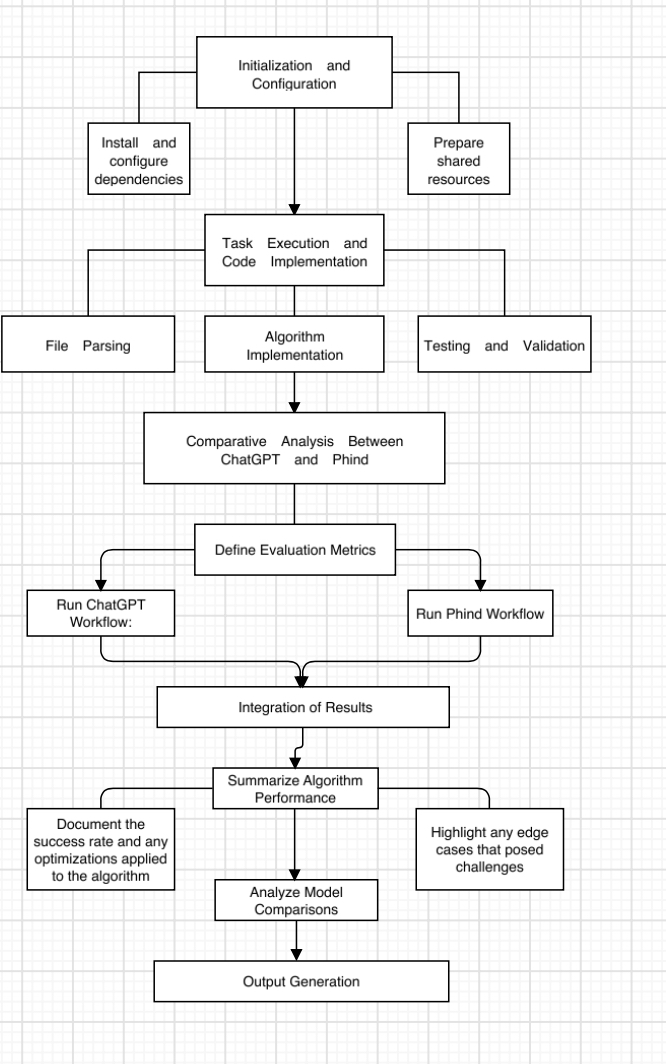 Initialization and
Configuration
Install and
configure
dependencies
Prepare
shared
resources
Task Execution and
Code Implementation
File Parsing
Algorithm
Implementation
Testing and Validation
Comparative Analysis Between
ChatGPT and Phind
Define Evaluation Metrics
Run ChatGPT
Workflow:
Run Phind Workflow
Integration of Results
Summarize Algorithm
Performance
Document the
success rate and any
optimizations applied
to the algorithm
Highlight any edge
cases that posed
challenges
Analyze Model
Comparisons
Output Generation